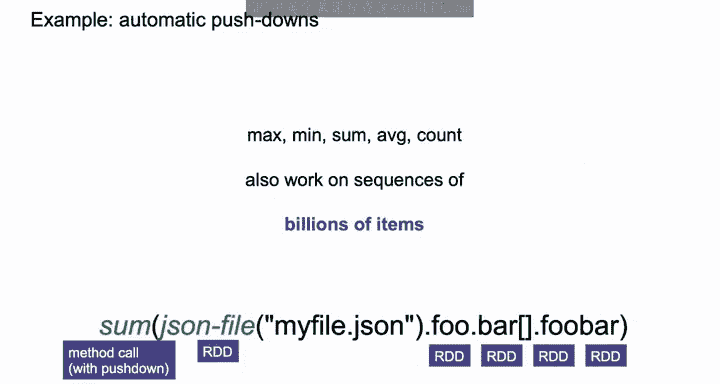 Example: automatic push-downs
max, min, sum, avg, count
also work on sequences of
billions of items
sum(json-file("myfile.json").foo.bar[].foobar)
method call
(with pushdown)
RDD
RDD
RDD
RDD
RDD